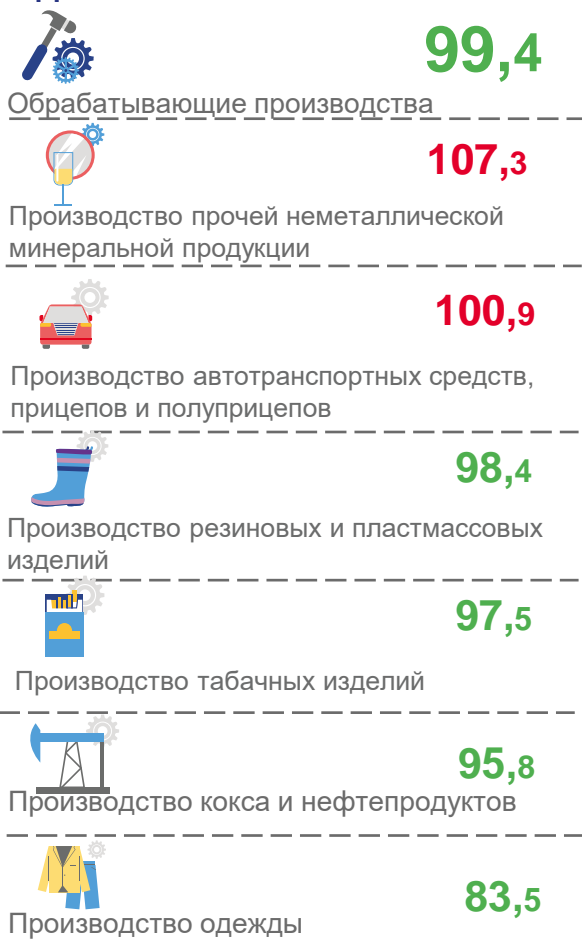 99,4
Обрабатывающие производства
107,3
Производство прочей неметаллической
минеральной продукции
100,9
Производство автотранспортных средств,
прицепов и полуприцепов
98,4
Производство резиновых и пластмассовых
изделий
97,5
Производство табачных изделий
95,8
Производство кокса и нефтепродуктов
83,5
Производство одежды